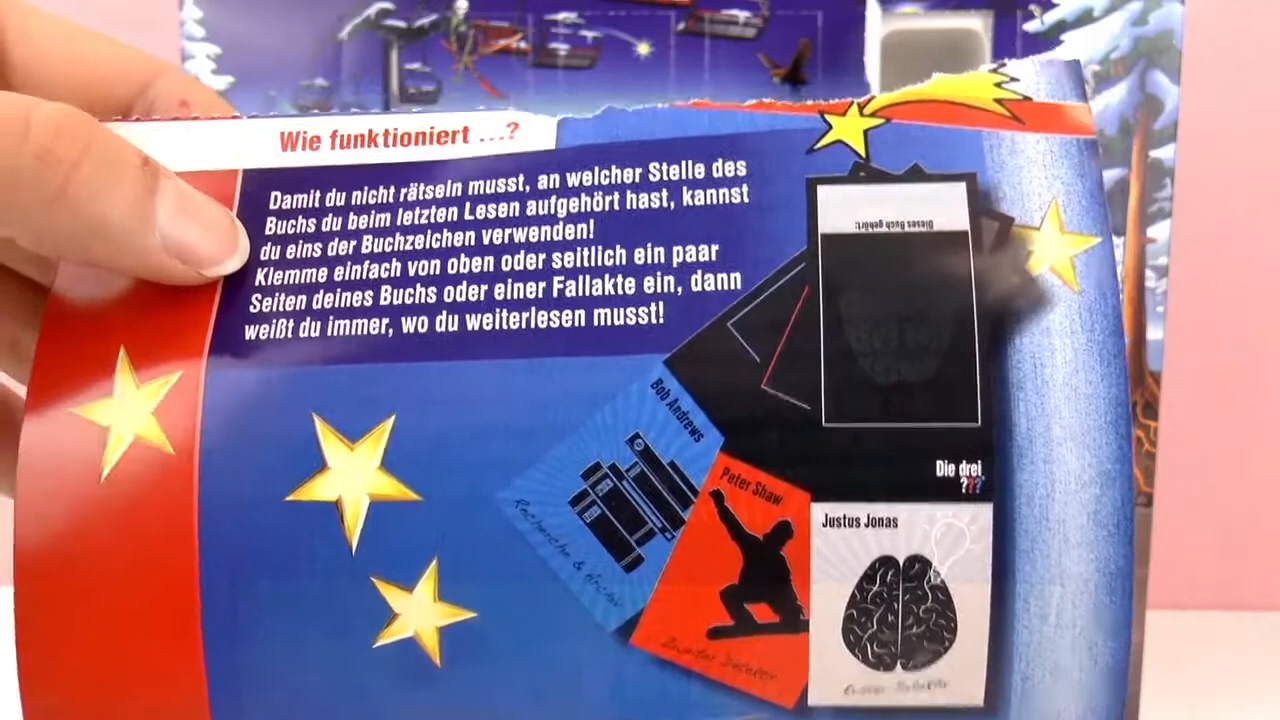 Wie funktioniert ...?
Damit du nicht rätseln musst, an welcher Stelle des
Buchs du beim letzten Lesen aufgehört hast, kannst
du eins der Buchzeichen verwenden!
Klemme einfach von oben oder seitlich ein paar
Seiten deines Buchs oder einer Fallakte ein, dann
weißt du immer, wo du weiterlesen musst!
Dieses Buch gehört:
Bob Andrews
Recherche & Archiv
Peter Shaw
Zweiter Detektiv
Die drei
???
Justus Jonas
Erster Detektiv